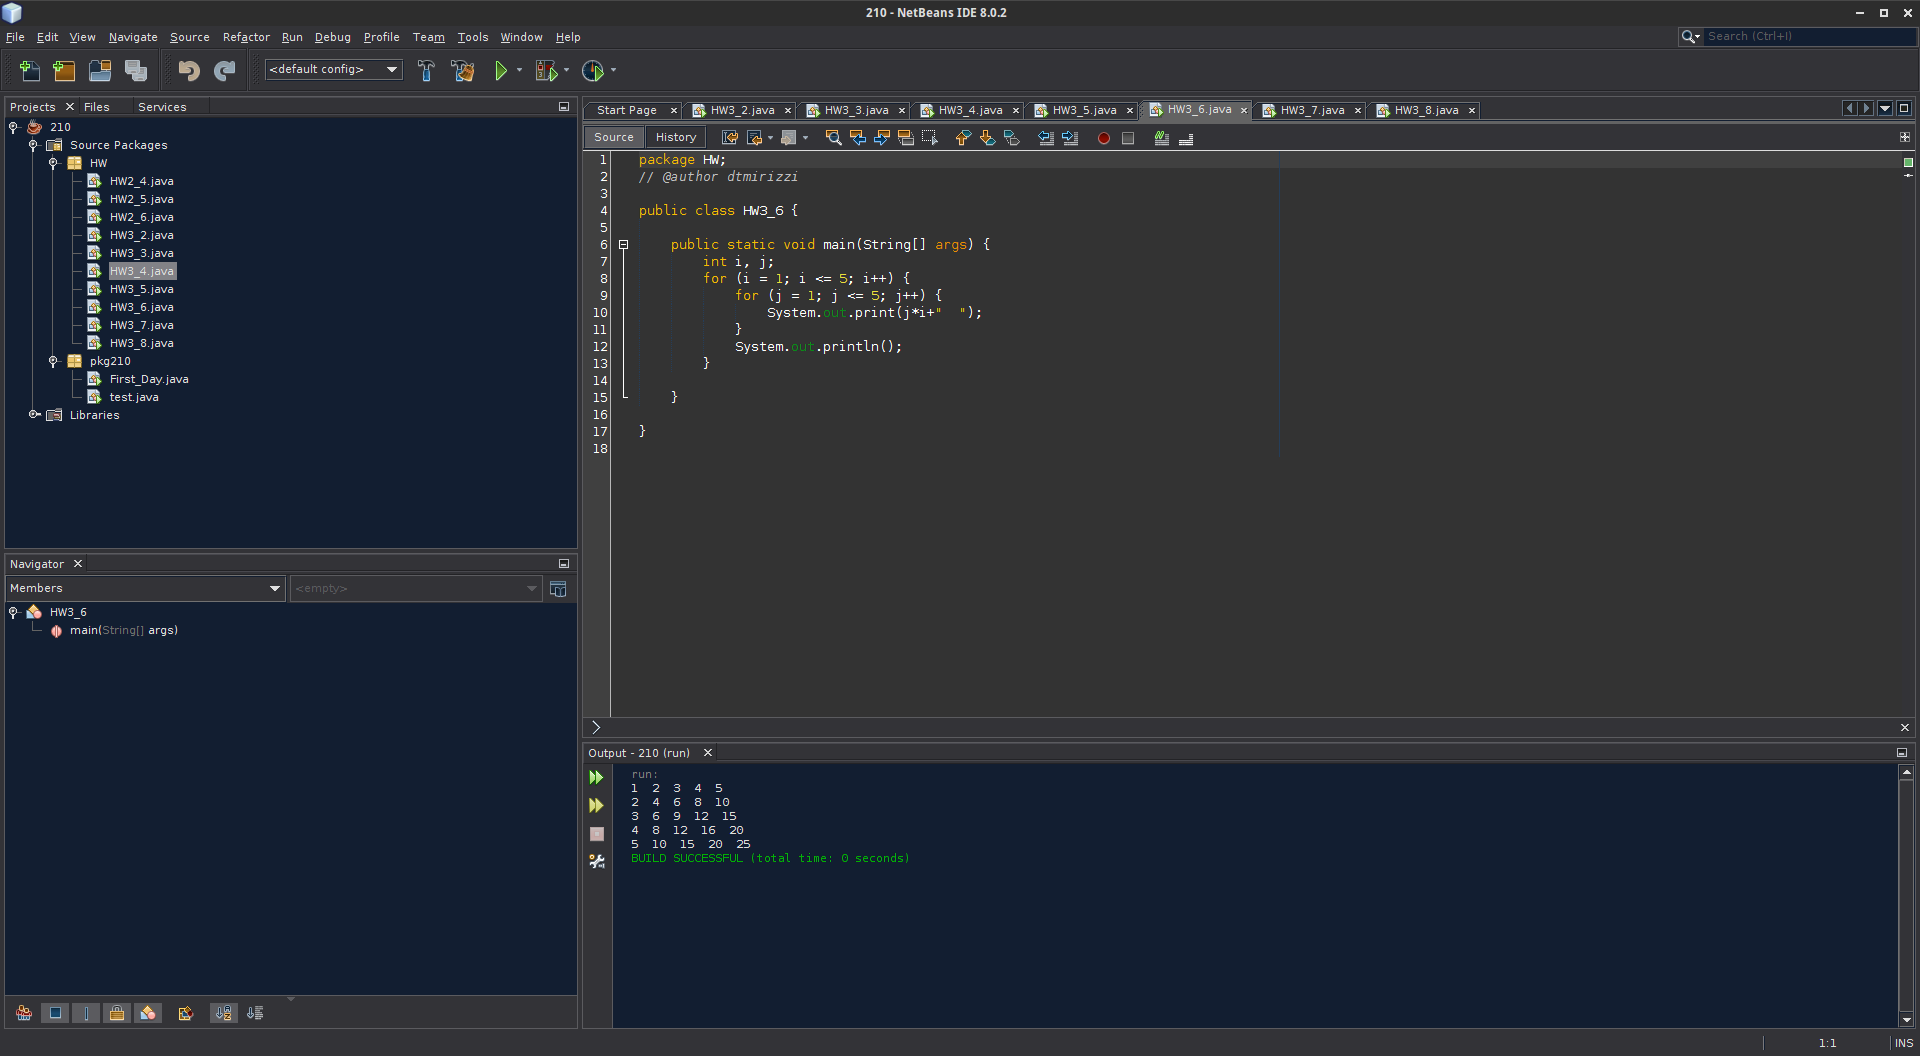 210 - NetBeans IDE 8.0.2
File Edit View Navigate Source Refactor Run Debug Profile Team Tools Window Help
Search (Ctrl+I)
<default config>
Projects Files Services
210
Source Packages
HW
HW2_4.java
HW2_5.java
HW2_6.java
HW3_2.java
HW3_3.java
HW3_4.java
HW3_5.java
HW3_6.java
HW3_7.java
HW3_8.java
pkg210
First_Day.java
test.java
Libraries
Navigator
Members
<empty>
HW3_6
main(String[] args)
Start Page HW3_2.java HW3_3.java HW3_4.java HW3_5.java HW3_6.java HW3_7.java HW3_8.java
Source History
1 package HW;
2 // @author dtmirizzi
3
4 public class HW3_6 {
5
6 public static void main(String[] args) {
7 int i, j;
8 for (i = 1; i <= 5; i++) {
9 for (j = 1; j <= 5; j++) {
10 System.out.print(j*i+"  ");
11 }
12 System.out.println();
13 }
14
15 }
16
17 }
18
Output - 210 (run)
run:
1  2  3  4  5
2  4  6  8  10
3  6  9  12  15
4  8  12  16  20
5  10  15  20  25
BUILD SUCCESSFUL (total time: 0 seconds)
1:1 INS